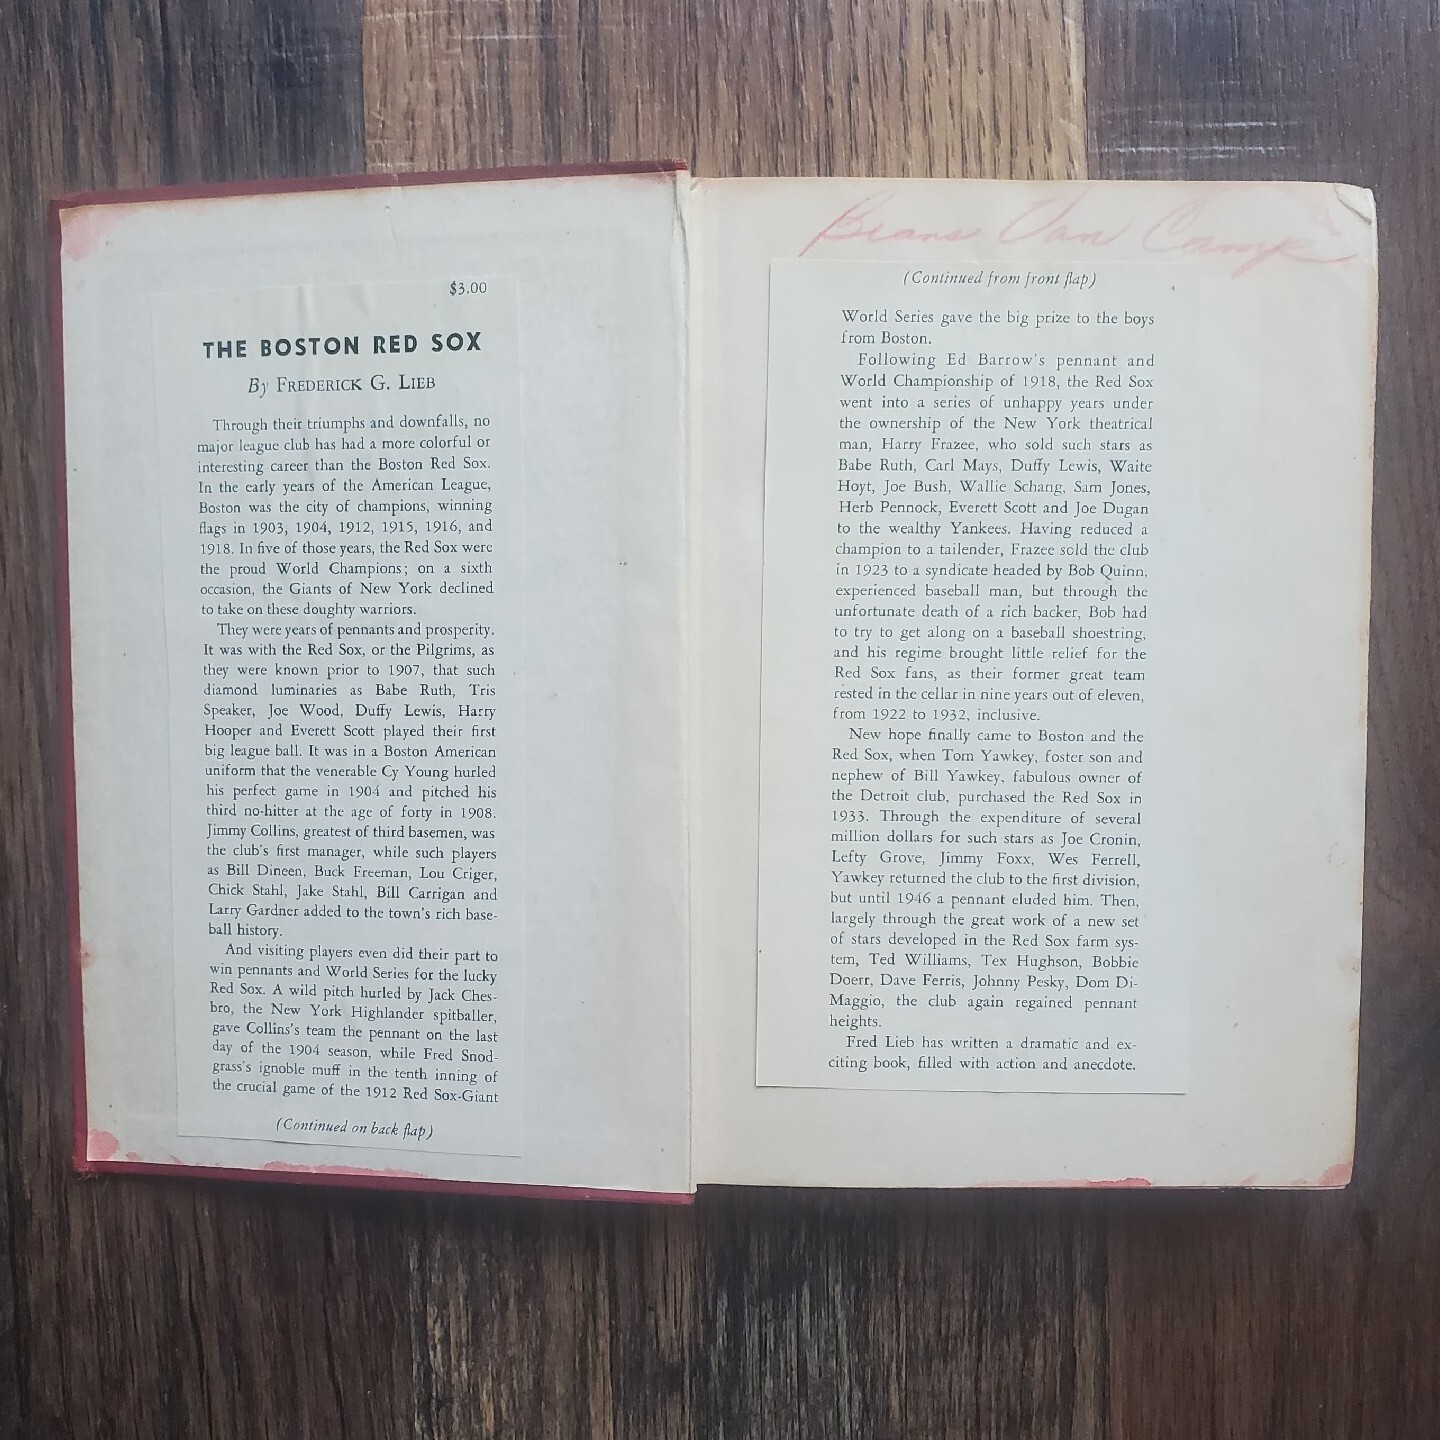 $3.00
THE BOSTON RED SOX
By FREDERICK G. LIEB
Through their triumphs and downfalls, no
major league club has had a more colorful or
interesting career than the Boston Red Sox.
In the early years of the American League,
Boston was the city of champions, winning
flags in 1903, 1904, 1912, 1915, 1916, and
1918. In five of those years, the Red Sox were
the proud World Champions; on a sixth
occasion, the Giants of New York declined
to take on these doughty warriors.
They were years of pennants and prosperity.
It was with the Red Sox, or the Pilgrims, as
they were known prior to 1907, that such
diamond luminaries as Babe Ruth, Tris
Speaker, Joe Wood, Duffy Lewis, Harry
Hooper and Everett Scott played their first
big league ball. It was in a Boston American
uniform that the venerable Cy Young hurled
his perfect game in 1904 and pitched his
third no-hitter at the age of forty in 1908.
Jimmy Collins, greatest of third basemen, was
the club's first manager, while such players
as Bill Dineen, Buck Freeman, Lou Criger,
Chick Stahl, Jake Stahl, Bill Carrigan and
Larry Gardner added to the town's rich base-
ball history.
And visiting players even did their part to
win pennants and World Series for the lucky
Red Sox. A wild pitch hurled by Jack Ches-
bro, the New York Highlander spitballer,
gave Collins's team the pennant on the last
day of the 1904 season, while Fred Snod-
grass's ignoble muff in the tenth inning of
the crucial game of the 1912 Red Sox-Giant
(Continued on back flap)
Beans Van Camp
(Continued from front flap)
World Series gave the big prize to the boys
from Boston.
Following Ed Barrow's pennant and
World Championship of 1918, the Red Sox
went into a series of unhappy years under
the ownership of the New York theatrical
man, Harry Frazee, who sold such stars as
Babe Ruth, Carl Mays, Duffy Lewis, Waite
Hoyt, Joe Bush, Wallie Schang, Sam Jones,
Herb Pennock, Everett Scott and Joe Dugan
to the wealthy Yankees. Having reduced a
champion to a tailender, Frazee sold the club
in 1923 to a syndicate headed by Bob Quinn,
experienced baseball man, but through the
unfortunate death of a rich backer, Bob had
to try to get along on a baseball shoestring,
and his regime brought little relief for the
Red Sox fans, as their former great team
rested in the cellar in nine years out of eleven,
from 1922 to 1932, inclusive.
New hope finally came to Boston and the
Red Sox, when Tom Yawkey, foster son and
nephew of Bill Yawkey, fabulous owner of
the Detroit club, purchased the Red Sox in
1933. Through the expenditure of several
million dollars for such stars as Joe Cronin,
Lefty Grove, Jimmy Foxx, Wes Ferrell,
Yawkey returned the club to the first division,
but until 1946 a pennant eluded him. Then,
largely through the great work of a new set
of stars developed in the Red Sox farm sys-
tem, Ted Williams, Tex Hughson, Bobbie
Doerr, Dave Ferris, Johnny Pesky, Dom Di-
Maggio, the club again regained pennant
heights.
Fred Lieb has written a dramatic and ex-
citing book, filled with action and anecdote.